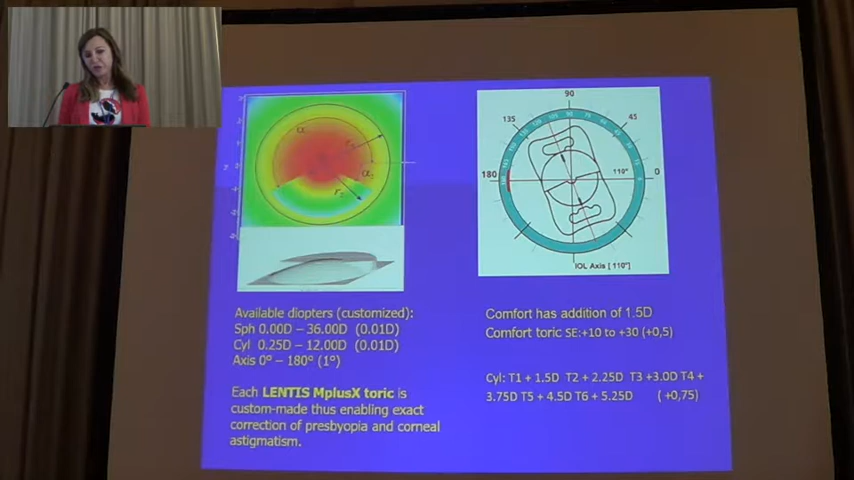 α
r
α
r
90
135
45
180
0
110°
IOL Axis [110°]
Available diopters (customized):
Sph 0.00D – 36.00D (0.01D)
Cyl 0.25D – 12.00D (0.01D)
Axis 0° – 180° (1°)
Each LENTIS MplusX toric is
custom-made thus enabling exact
correction of presbyopia and corneal
astigmatism.
Comfort has addition of 1.5D
Comfort toric SE:+10 to +30 (+0,5)
Cyl: T1 + 1.5D T2 + 2.25D T3 +3.0D T4 +
3.75D T5 + 4.5D T6 + 5.25D ( +0,75)